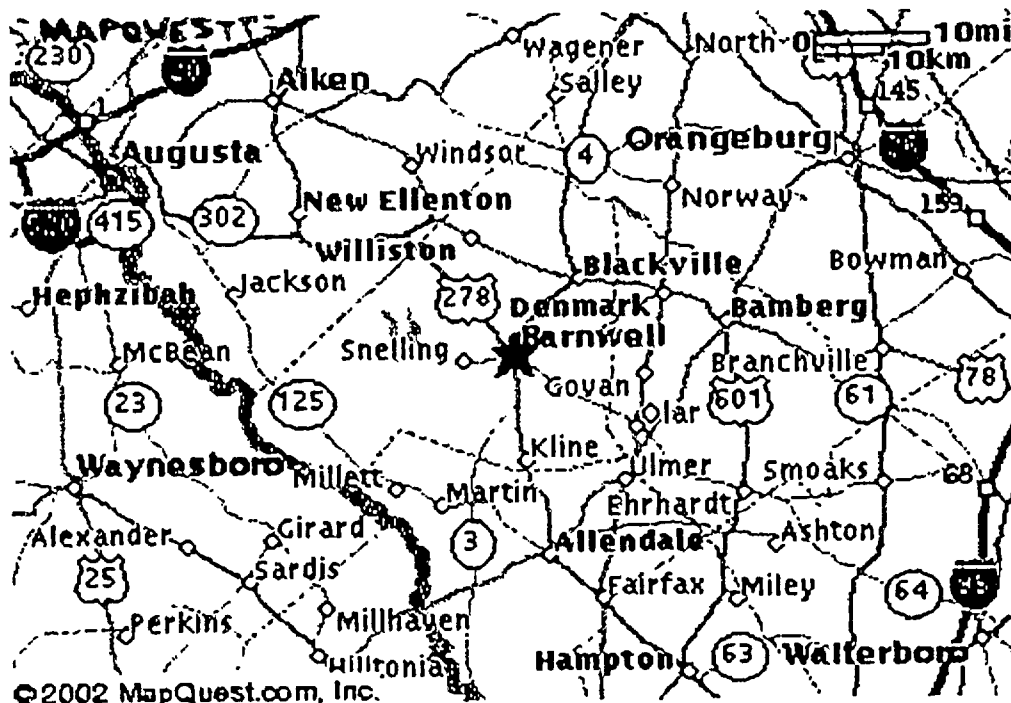 MAPQUEST
230
Wagener
North
0
10mi
10km
Aiken
Salley
145
1
Augusta
Windsor
4
Orangeburg
New Ellenton
Norway
159
415
302
Williston
Blackville
Bowman
Jackson
278
Denmark
Bamberg
Hephzibah
Barnwell
McBean
Snelling
Govan
Branchville
78
23
125
lar
601
61
Kline
Waynesboro
Millett
Ulmer
Smoaks
68
Martin
Ehrhardt
Alexander
Girard
3
Allendale
Ashton
25
Sardis
Fairfax
Miley
64
Perkins
Millhaven
Hilltonia
Hampton
63
Walterboro
©2002 MapQuest.com, Inc.